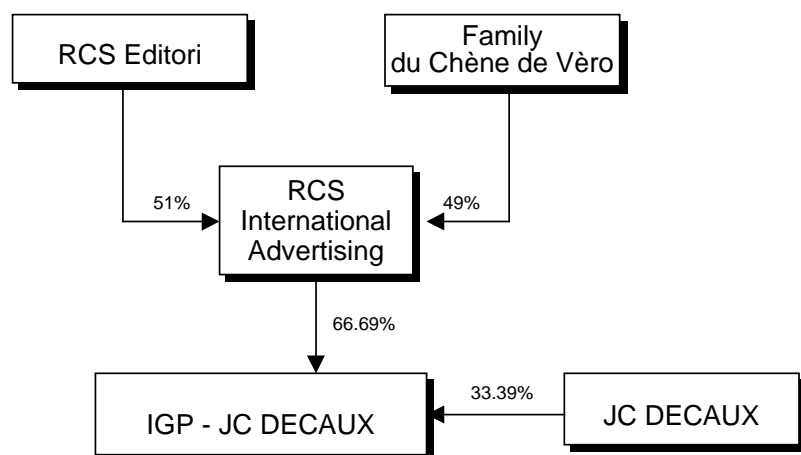 RCS Editori
Family
du Chène de Vèro
51%
RCS
International
Advertising
49%
66.69%
IGP - JC DECAUX
33.39%
JC DECAUX